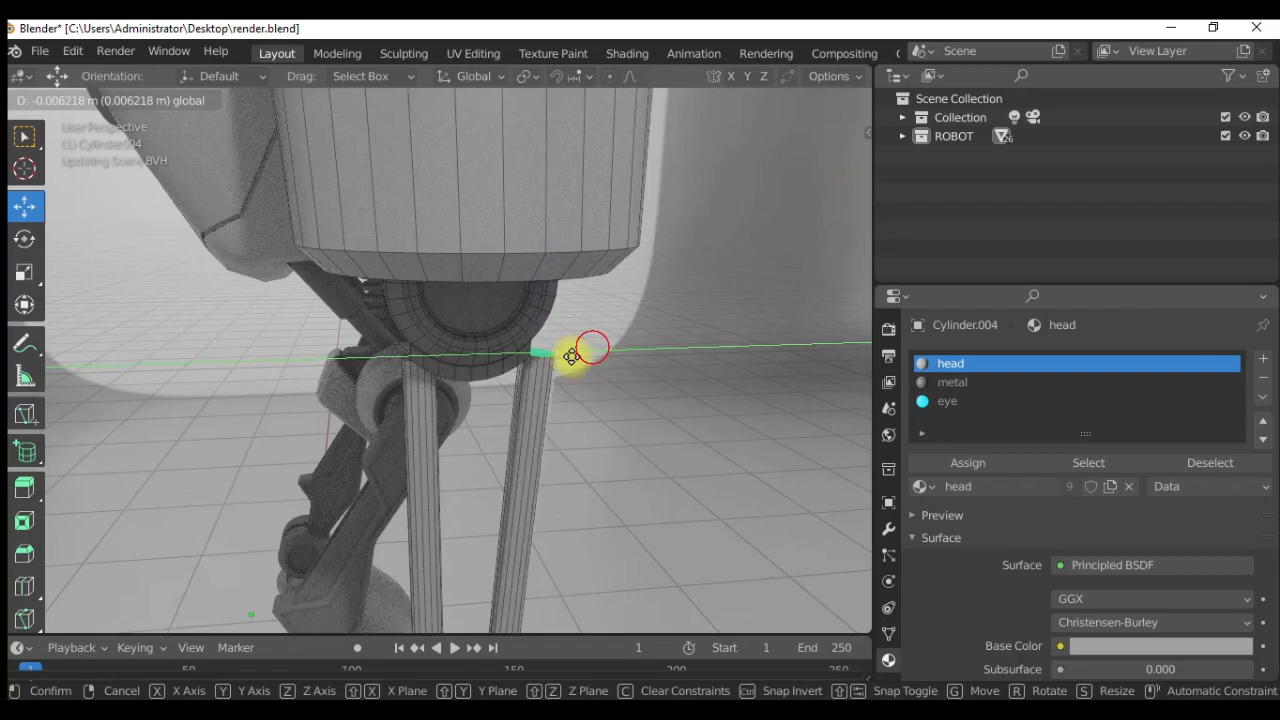 Blender* [C:\Users\Administrator\Desktop\render.blend]
File Edit Render Window Help Layout Modeling Sculpting UV Editing Texture Paint Shading Animation Rendering Compositing Scene View Layer
Orientation: Default Drag: Select Box Global X Y Z Options
D: -0.006218 m (0.006218 m) global
User Perspective
(1) Cylinder.004
Updating Scene BVH
Scene Collection
Collection
ROBOT 26
Cylinder.004 head
head
metal
eye
Assign Select Deselect
head 9 Data
Preview
Surface
Surface Principled BSDF
GGX
Christensen-Burley
Base Color
Subsurface 0.000
Playback Keying View Marker 1 Start 1 End 250
1 50 100 150 200 250
Confirm Cancel X X Axis Y Y Axis Z Z Axis X X Plane Y Y Plane Z Z Plane C Clear Constraints Ctrl Snap Invert Snap Toggle G Move R Rotate S Resize Automatic Constraint